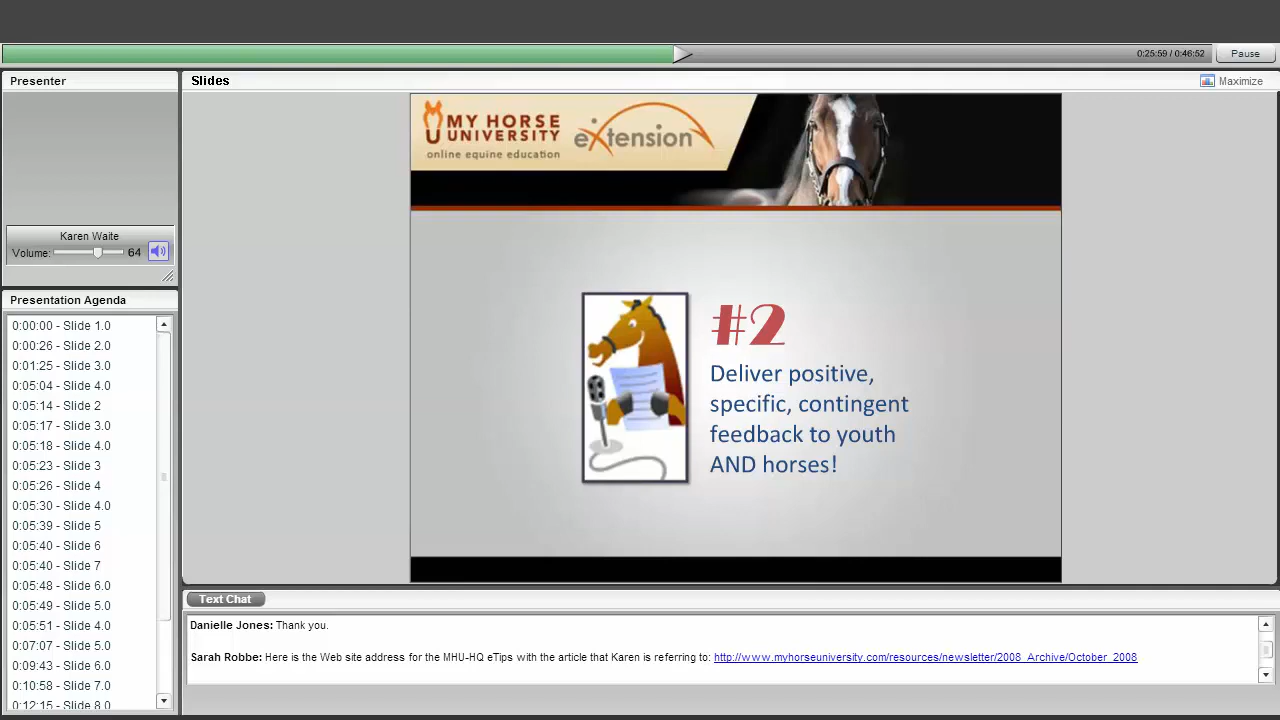 0:25:59 / 0:46:52
Pause
Presenter
Slides
Maximize
MY HORSE
UNIVERSITY
online equine education
eXtension
Karen Waite
Volume: 64
Presentation Agenda
0:00:00 - Slide 1.0
0:00:26 - Slide 2.0
0:01:25 - Slide 3.0
0:05:04 - Slide 4.0
0:05:14 - Slide 2
0:05:17 - Slide 3.0
0:05:18 - Slide 4.0
0:05:23 - Slide 3
0:05:26 - Slide 4
0:05:30 - Slide 4.0
0:05:39 - Slide 5
0:05:40 - Slide 6
0:05:40 - Slide 7
0:05:48 - Slide 6.0
0:05:49 - Slide 5.0
0:05:51 - Slide 4.0
0:07:07 - Slide 5.0
0:09:43 - Slide 6.0
0:10:58 - Slide 7.0
0:12:15 - Slide 8.0
#2
Deliver positive,
specific, contingent
feedback to youth
AND horses!
Text Chat
Danielle Jones: Thank you.
Sarah Robbe: Here is the Web site address for the MHU-HQ eTips with the article that Karen is referring to: http://www.myhorseuniversity.com/resources/newsletter/2008_Archive/October_2008